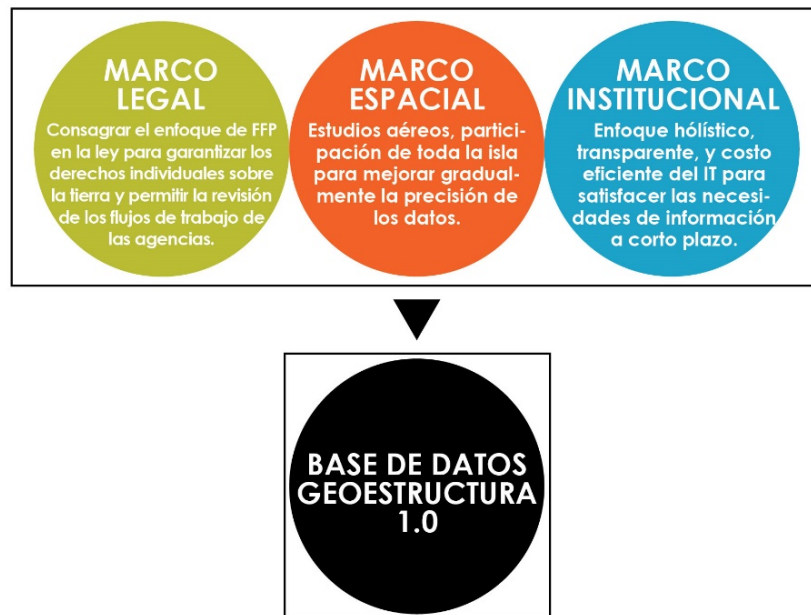 MARCO
LEGAL
Consagrar el enfoque de FFP
en la ley para garantizar los
derechos individuales sobre
la tierra y permitir la revisión
de los flujos de trabajo de
las agencias.
MARCO
ESPACIAL
Estudios aéreos, partici-
pación de toda la isla
para mejorar gradual-
mente la precisión de
los datos.
MARCO
INSTITUCIONAL
Enfoque hólístico,
transparente, y costo
eficiente del IT para
satisfacer las necesi-
dades de información
a corto plazo.
BASE DE DATOS
GEOESTRUCTURA
1.0